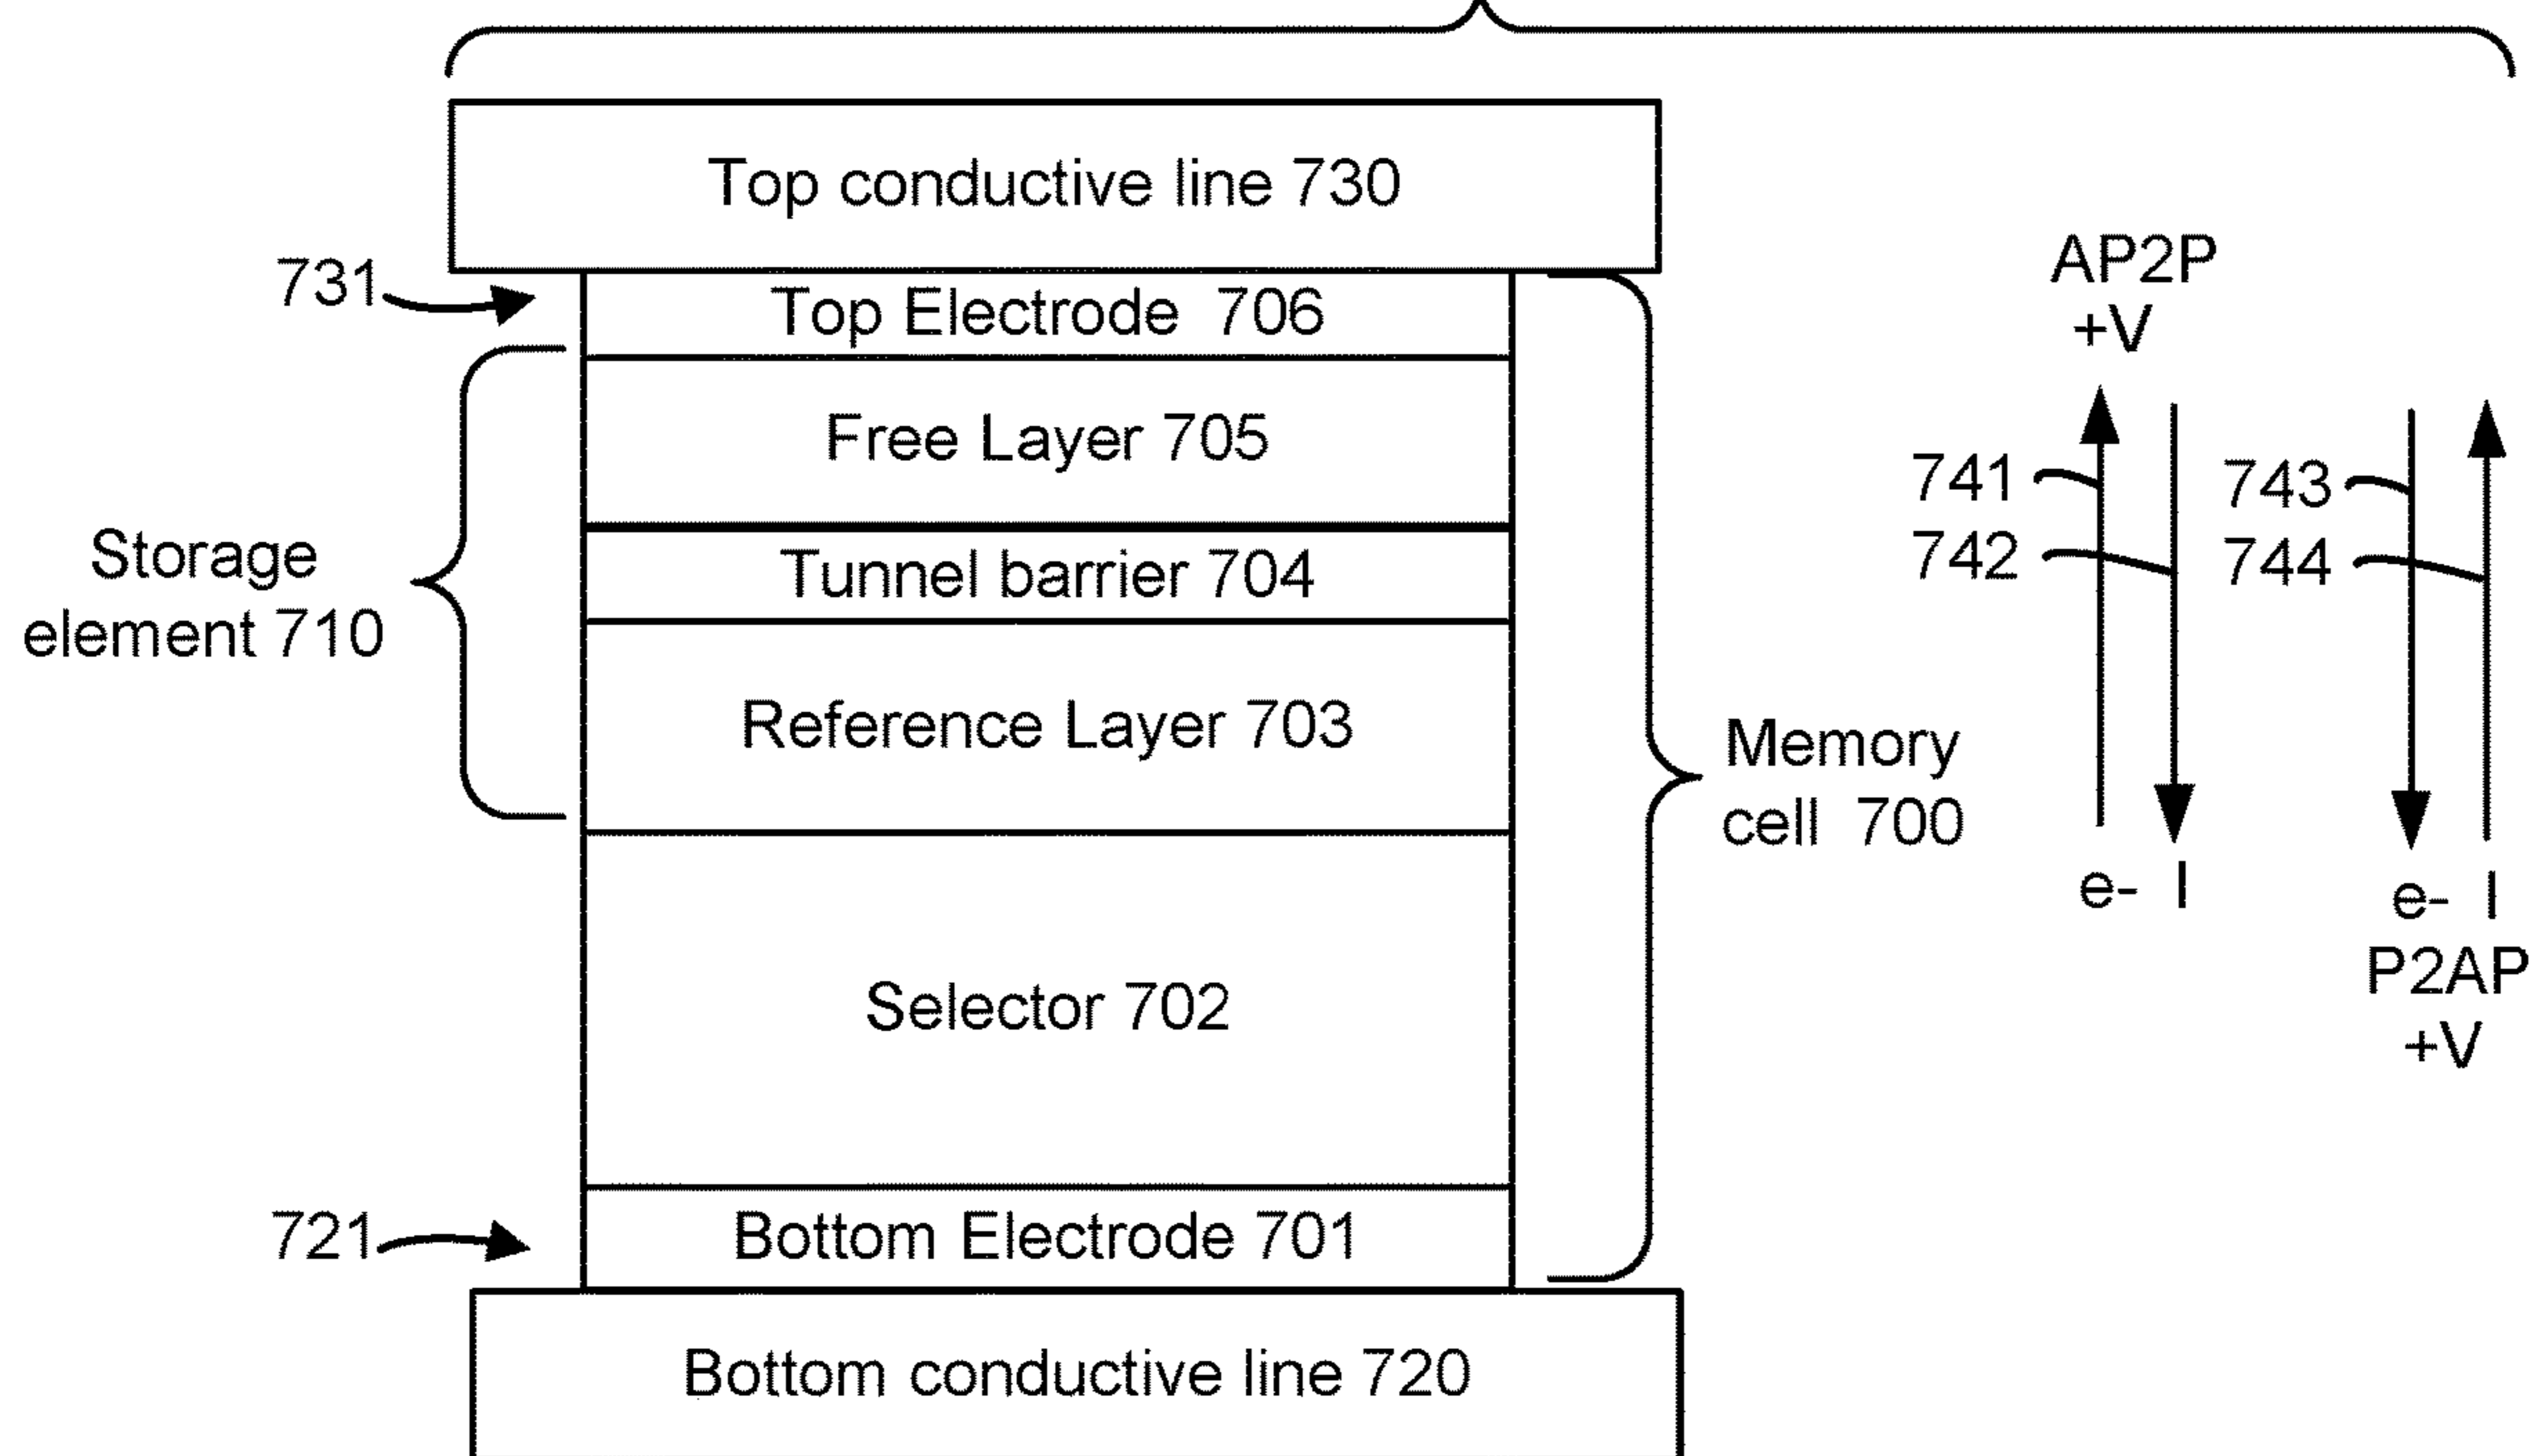 Top conductive line 730
731
Top Electrode 706
AP2P
+V
Free Layer 705
741
743
Storage
element 710
Tunnel barrier 704
742
744
Reference Layer 703
Memory
cell 700
e- I
e- I
P2AP
+V
Selector 702
721
Bottom Electrode 701
Bottom conductive line 720